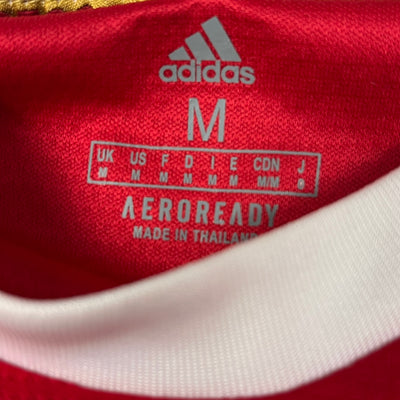 adidas
M
UK US F D I E CDN J
M M M M M M M/M
AEROREADY
MADE IN THAILAND